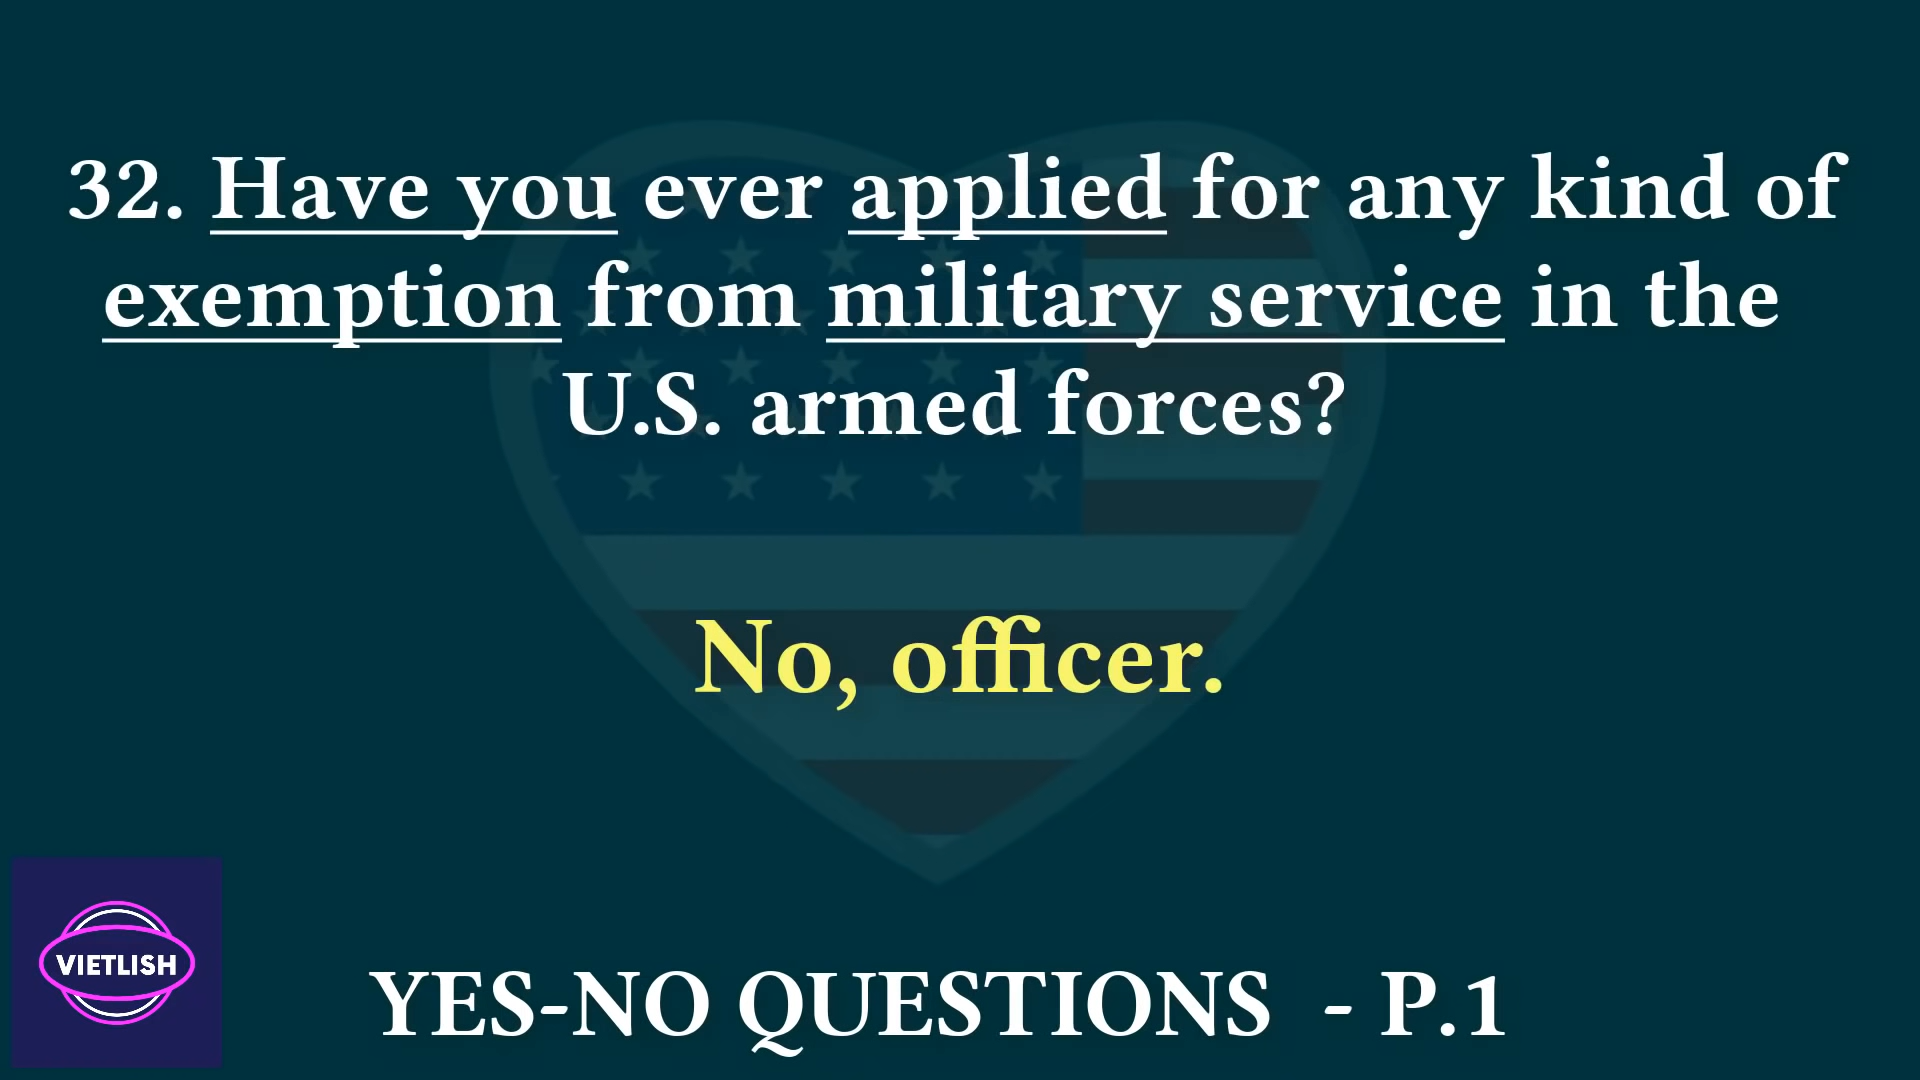 32. Have you ever applied for any kind of
exemption from military service in the
U.S. armed forces?
No, officer.
VIETLISH
YES-NO QUESTIONS - P.1